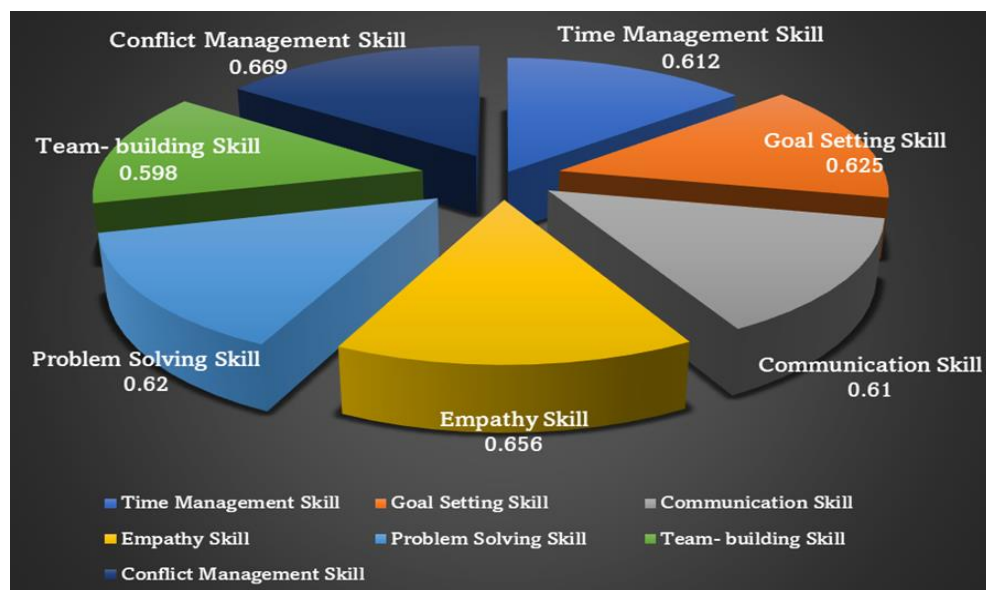 Conflict Management Skill
0.669
Time Management Skill
0.612
Team- building Skill
0.598
Goal Setting Skill
0.625
Problem Solving Skill
0.62
Communication Skill
0.61
Empathy Skill
0.656
Time Management Skill
Goal Setting Skill
Communication Skill
Empathy Skill
Problem Solving Skill
Team- building Skill
Conflict Management Skill